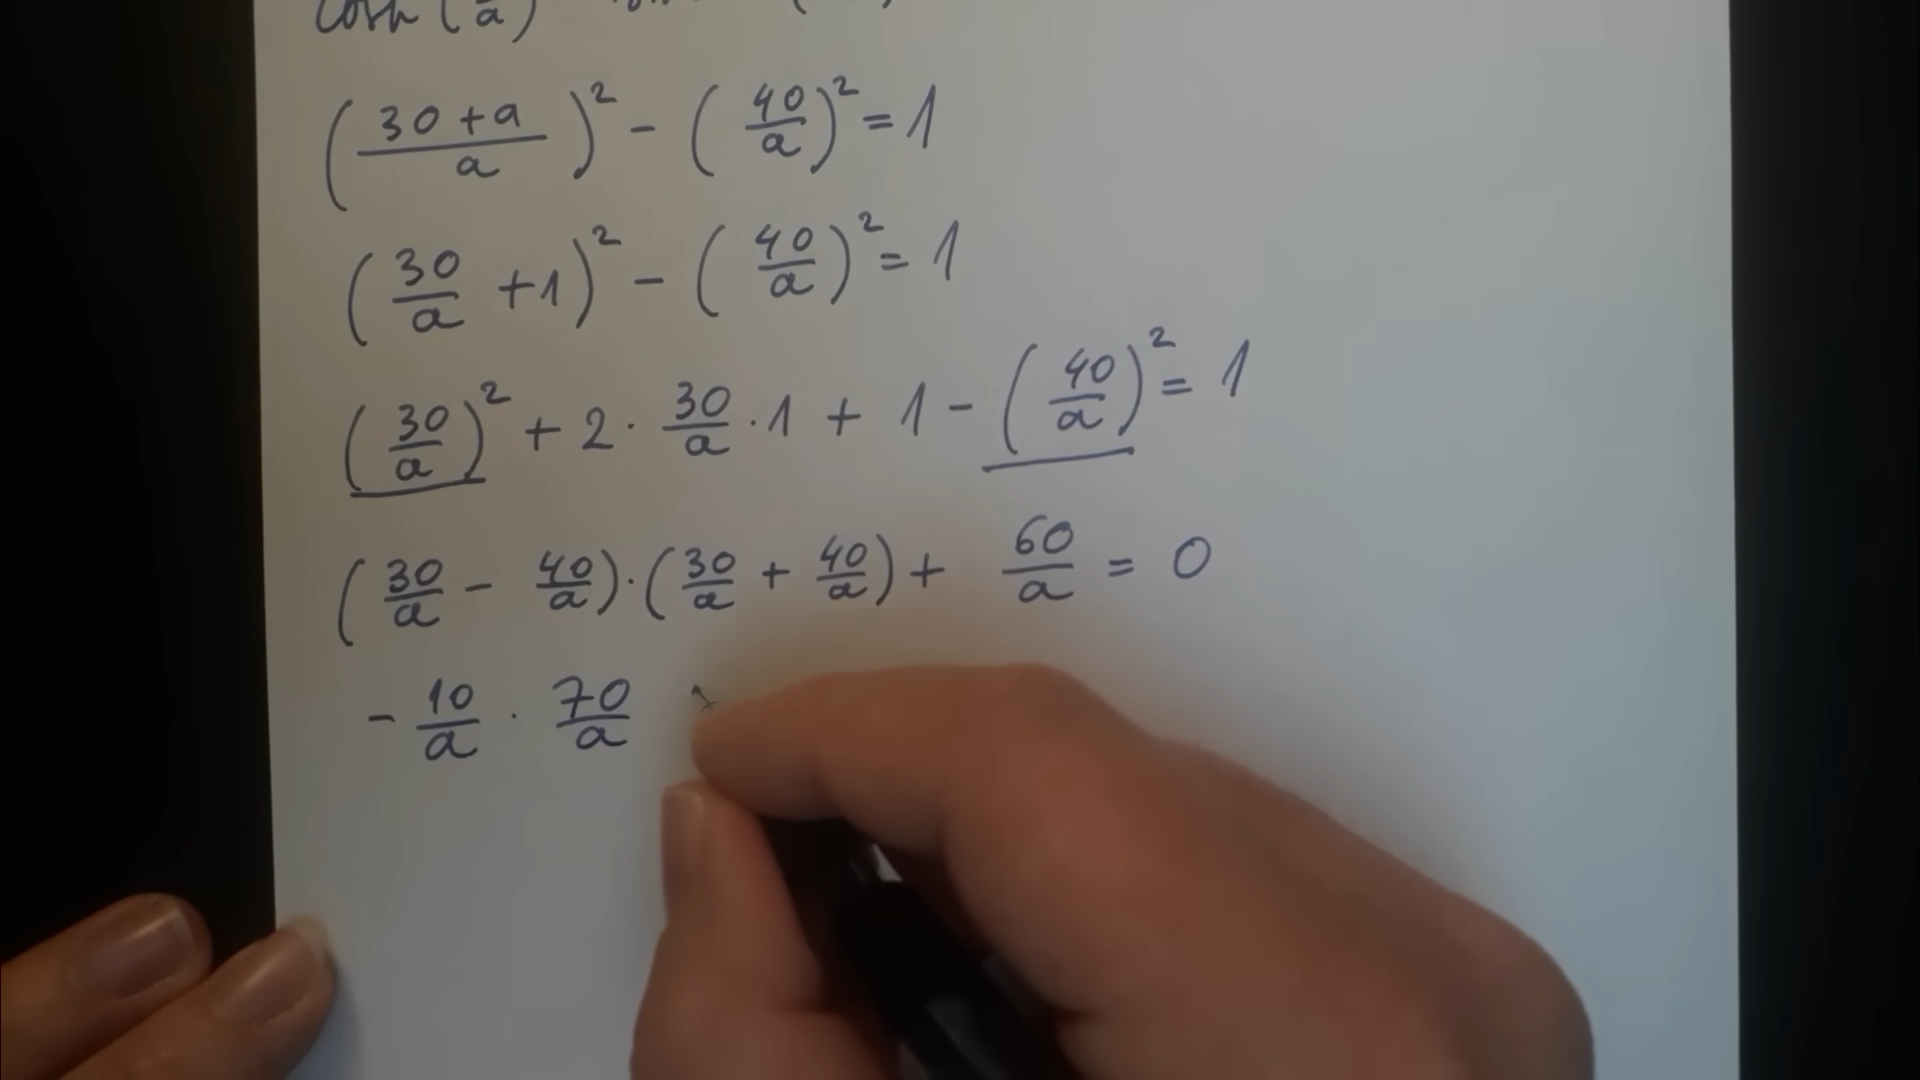 cosh (—/a)
((30+a)/a)² - (40/a)² = 1
(30/a +1)² - (40/a)² = 1
(30/a)² + 2 · 30/a · 1 + 1 - (40/a)² = 1
(30/a - 40/a) · (30/a + 40/a) + 60/a = 0
- 10/a · 70/a